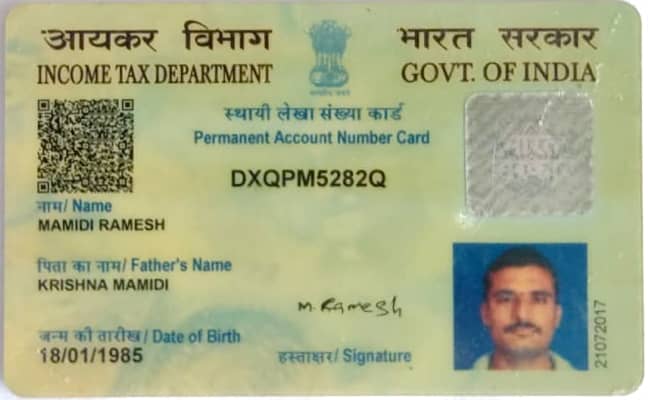 आयकर विभाग
INCOME TAX DEPARTMENT
भारत सरकार
GOVT. OF INDIA
स्थायी लेखा संख्या कार्ड
Permanent Account Number Card
DXQPM5282Q
नाम/ Name
MAMIDI RAMESH
पिता का नाम/ Father's Name
KRISHNA MAMIDI
जन्म की तारीख/ Date of Birth
18/01/1985
M. Ramesh
हस्ताक्षर/ Signature
21072017